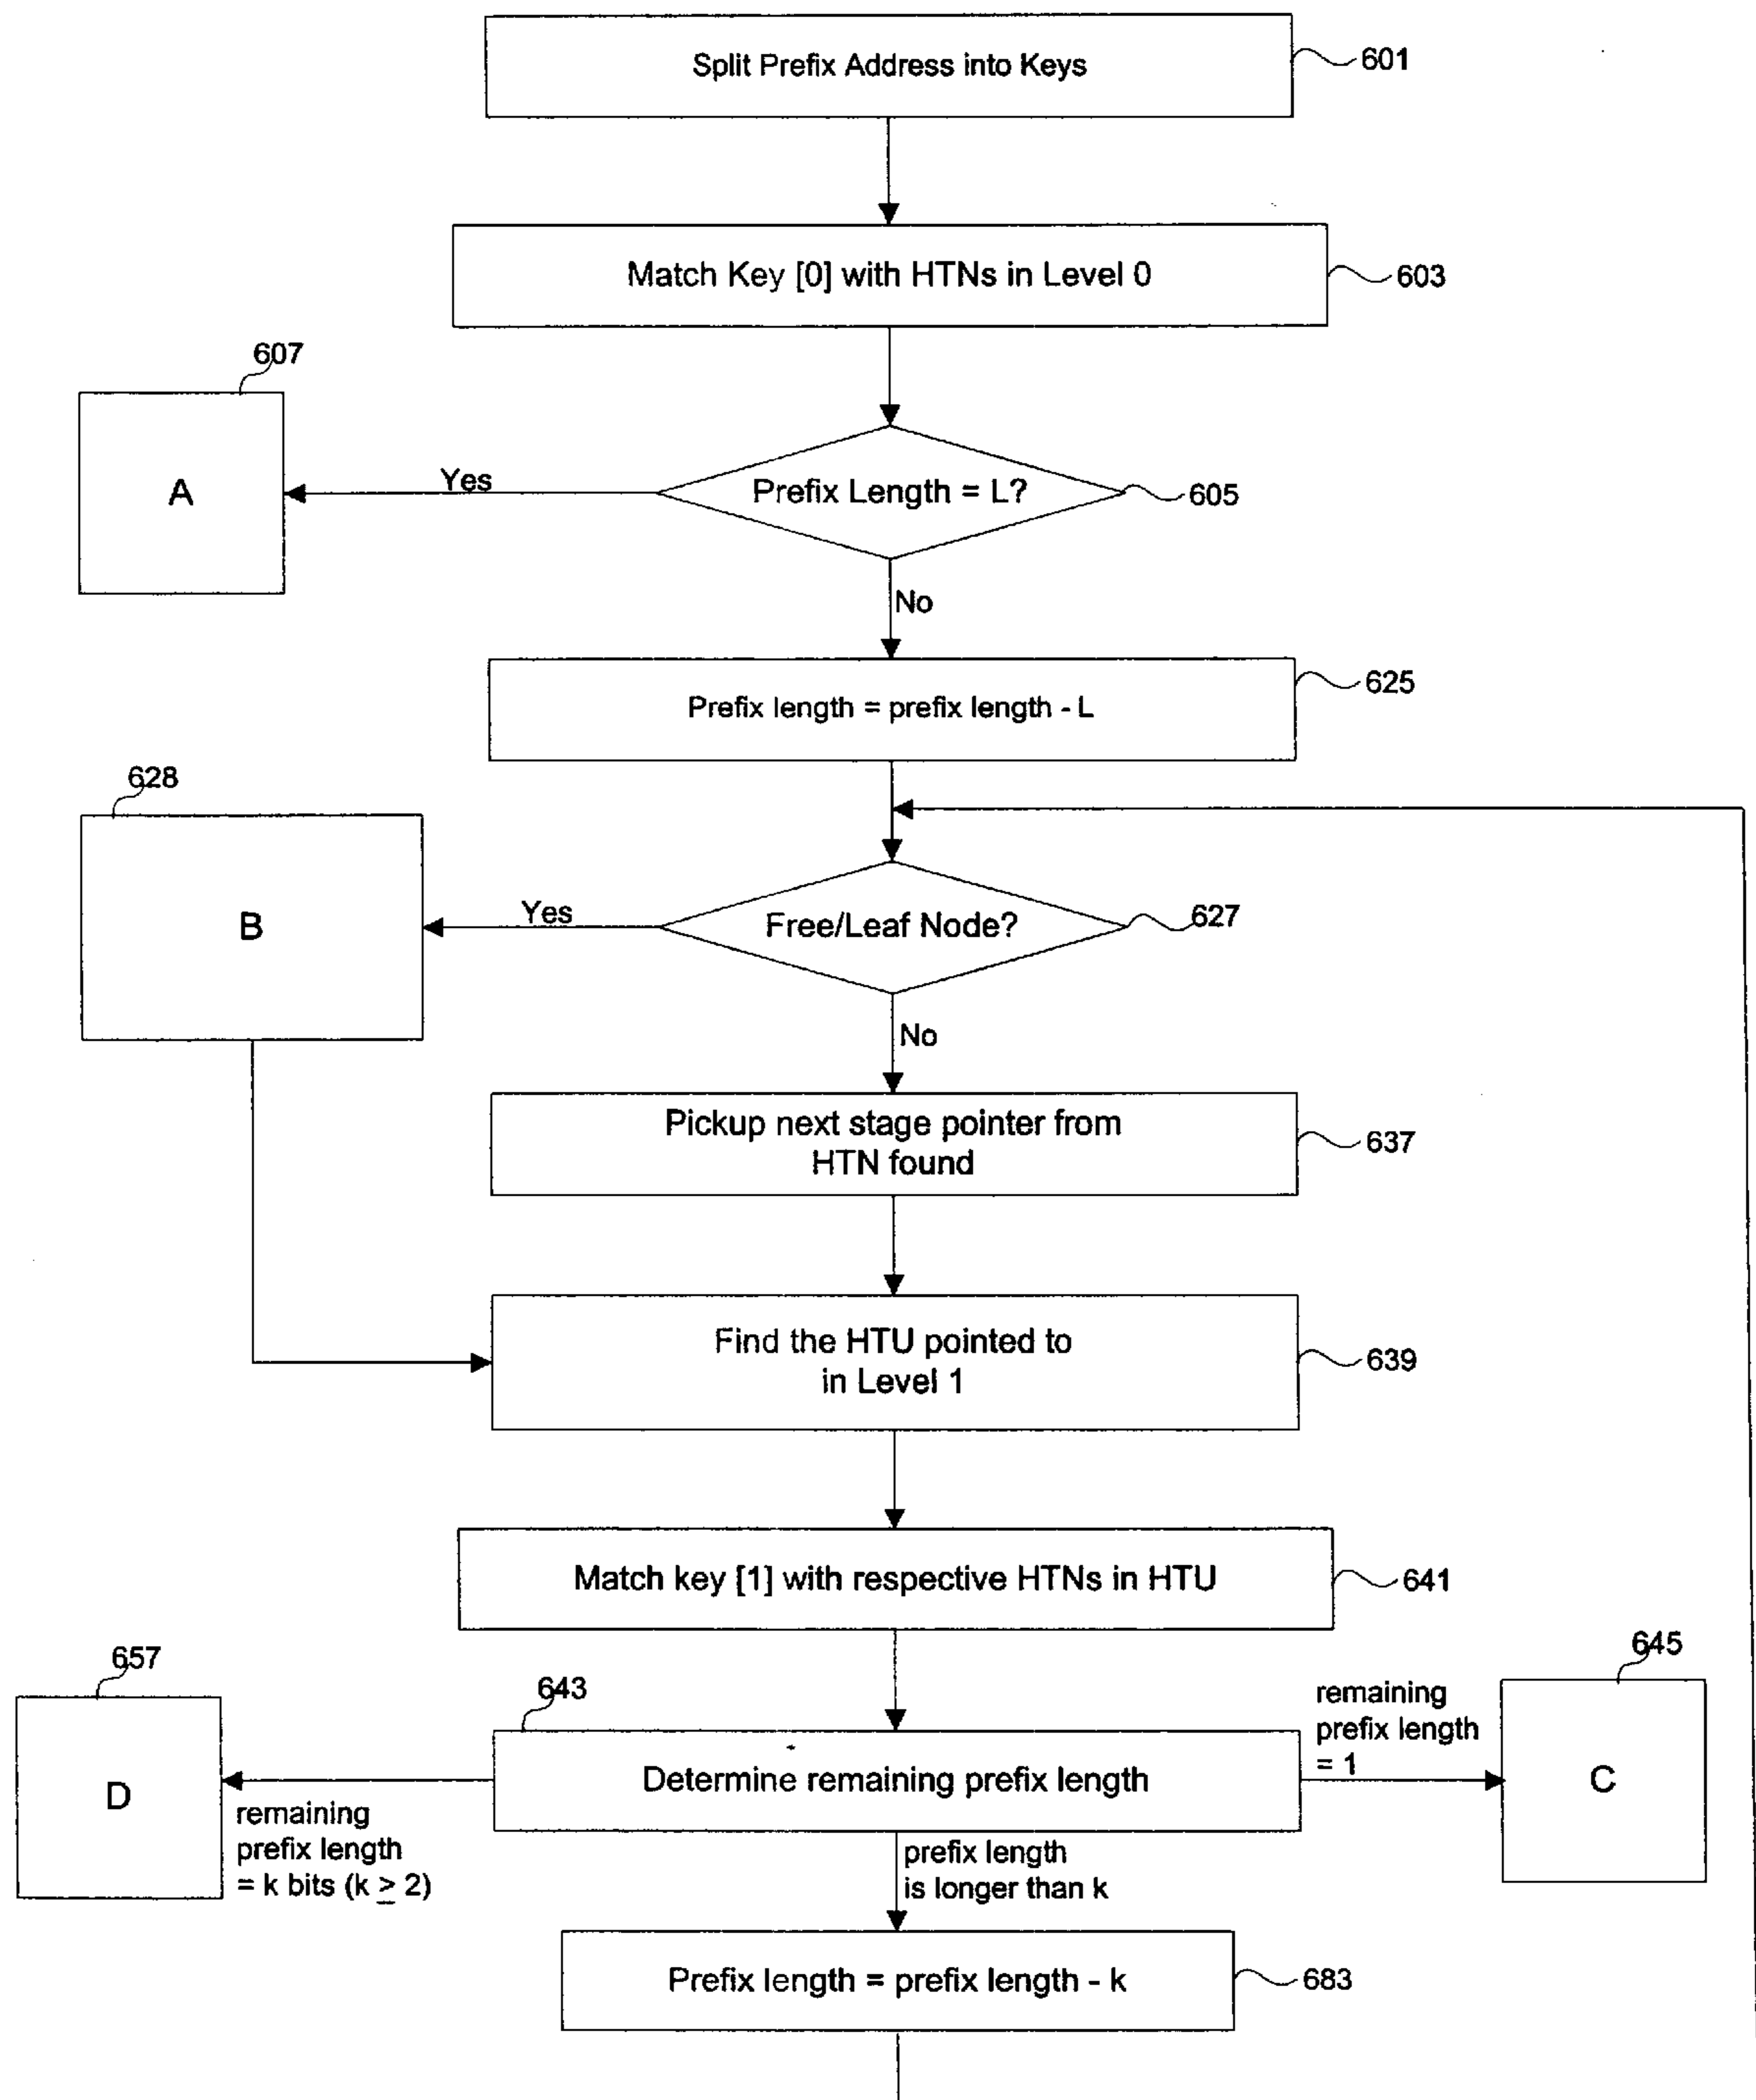 Split Prefix Address into Keys
601
Match Key [0] with HTNs in Level 0
603
607
A
Yes
Prefix Length = L?
605
No
Prefix length = prefix length - L
625
628
B
Yes
Free/Leaf Node?
627
No
Pickup next stage pointer from
HTN found
637
Find the HTU pointed to
in Level 1
639
Match key [1] with respective HTNs in HTU
641
657
D
643
Determine remaining prefix length
remaining
prefix length
= 1
645
C
remaining
prefix length
= k bits (k ≥ 2)
prefix length
is longer than k
Prefix length = prefix length - k
683